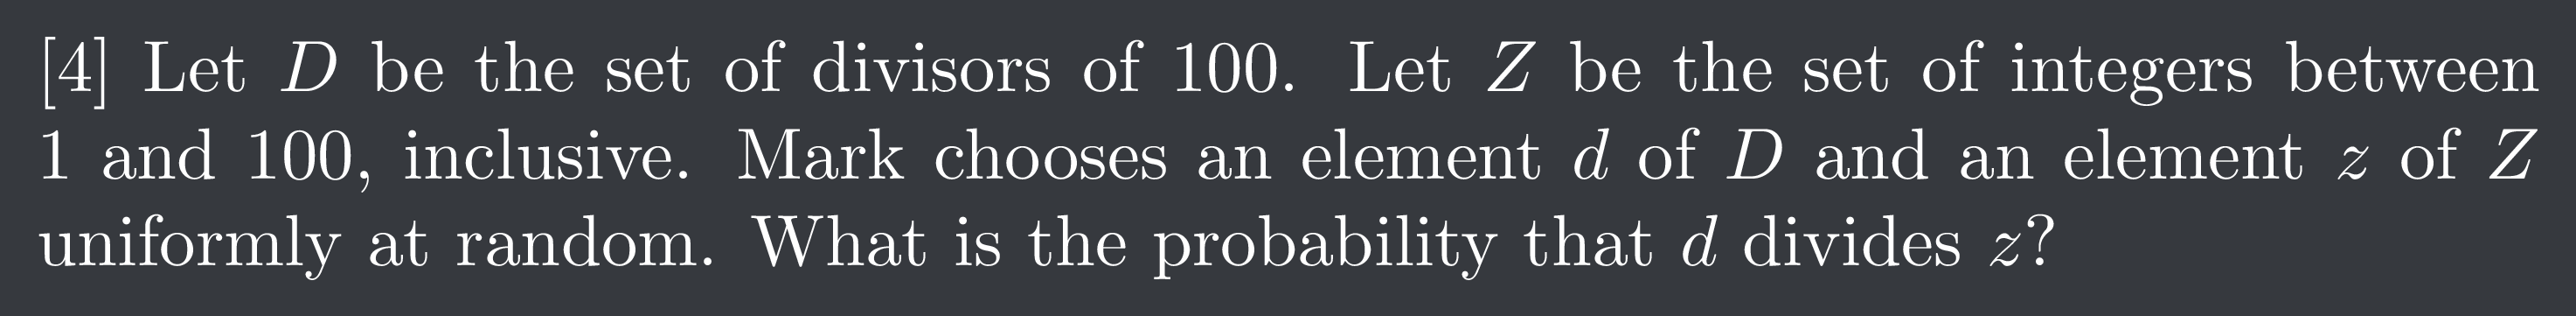 [4] Let D be the set of divisors of 100. Let Z be the set of integers between
1 and 100, inclusive. Mark chooses an element d of D and an element z of Z
uniformly at random. What is the probability that d divides z?